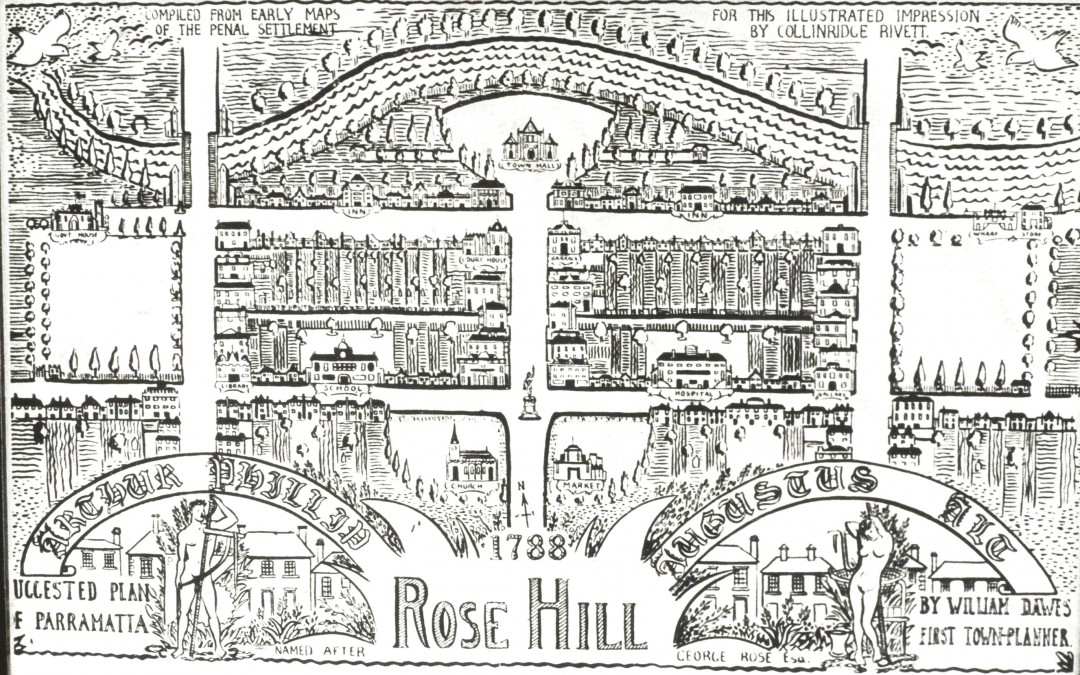 COMPILED FROM EARLY MAPS
OF THE PENAL SETTLEMENT
FOR THIS ILLUSTRATED IMPRESSION
BY COLLINRIDGE RIVETT.
TOWN HALL
INN
INN
GOVT. HOUSE
WHARF STORE
COURT HOUSE
LIBRARY
SCHOOL
HOSPITAL
CHURCH
MARKET
N
1788
ARTHUR PHILLIP
AUGUSTUS ALT
UGGESTED PLAN
F PARRAMATTA
ROSE HILL
BY WILLIAM DAWES
FIRST TOWN-PLANNER.
NAMED AFTER
GEORGE ROSE Esq.